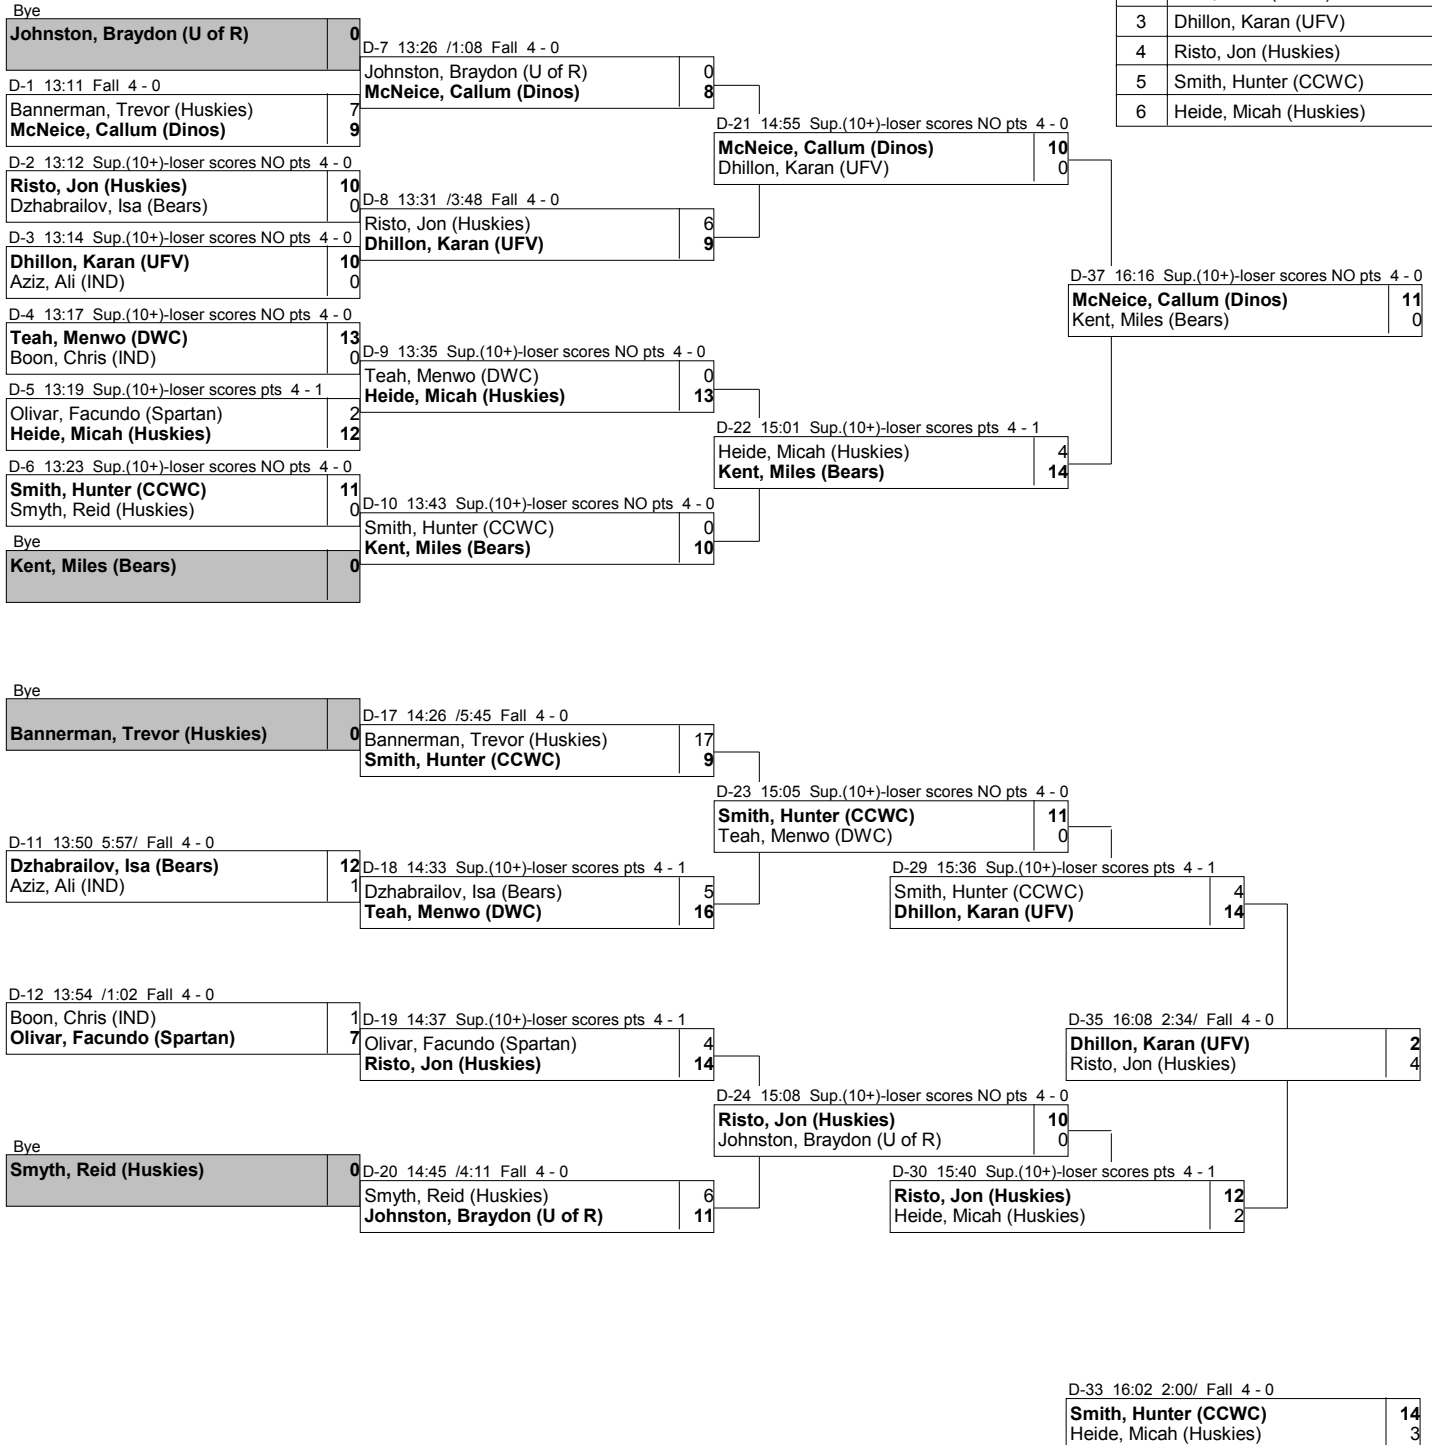 3 Dhillon, Karan (UFV)
4 Risto, Jon (Huskies)
5 Smith, Hunter (CCWC)
6 Heide, Micah (Huskies)
Bye
Johnston, Braydon (U of R) 0
D-1 13:11 Fall 4 - 0
Bannerman, Trevor (Huskies) 7
McNeice, Callum (Dinos) 9
D-2 13:12 Sup.(10+)-loser scores NO pts 4 - 0
Risto, Jon (Huskies) 10
Dzhabrailov, Isa (Bears) 0
D-3 13:14 Sup.(10+)-loser scores NO pts 4 - 0
Dhillon, Karan (UFV) 10
Aziz, Ali (IND) 0
D-4 13:17 Sup.(10+)-loser scores NO pts 4 - 0
Teah, Menwo (DWC) 13
Boon, Chris (IND) 0
D-5 13:19 Sup.(10+)-loser scores pts 4 - 1
Olivar, Facundo (Spartan) 2
Heide, Micah (Huskies) 12
D-6 13:23 Sup.(10+)-loser scores NO pts 4 - 0
Smith, Hunter (CCWC) 11
Smyth, Reid (Huskies) 0
Bye
Kent, Miles (Bears) 0
D-7 13:26 /1:08 Fall 4 - 0
Johnston, Braydon (U of R) 0
McNeice, Callum (Dinos) 8
D-8 13:31 /3:48 Fall 4 - 0
Risto, Jon (Huskies) 6
Dhillon, Karan (UFV) 9
D-9 13:35 Sup.(10+)-loser scores NO pts 4 - 0
Teah, Menwo (DWC) 0
Heide, Micah (Huskies) 13
D-10 13:43 Sup.(10+)-loser scores NO pts 4 - 0
Smith, Hunter (CCWC) 0
Kent, Miles (Bears) 10
D-21 14:55 Sup.(10+)-loser scores NO pts 4 - 0
McNeice, Callum (Dinos) 10
Dhillon, Karan (UFV) 0
D-22 15:01 Sup.(10+)-loser scores pts 4 - 1
Heide, Micah (Huskies) 4
Kent, Miles (Bears) 14
D-37 16:16 Sup.(10+)-loser scores NO pts 4 - 0
McNeice, Callum (Dinos) 11
Kent, Miles (Bears) 0
Bye
Bannerman, Trevor (Huskies) 0
D-11 13:50 5:57/ Fall 4 - 0
Dzhabrailov, Isa (Bears) 12
Aziz, Ali (IND) 1
D-12 13:54 /1:02 Fall 4 - 0
Boon, Chris (IND) 1
Olivar, Facundo (Spartan) 7
Bye
Smyth, Reid (Huskies) 0
D-17 14:26 /5:45 Fall 4 - 0
Bannerman, Trevor (Huskies) 17
Smith, Hunter (CCWC) 9
D-18 14:33 Sup.(10+)-loser scores pts 4 - 1
Dzhabrailov, Isa (Bears) 5
Teah, Menwo (DWC) 16
D-19 14:37 Sup.(10+)-loser scores pts 4 - 1
Olivar, Facundo (Spartan) 4
Risto, Jon (Huskies) 14
D-20 14:45 /4:11 Fall 4 - 0
Smyth, Reid (Huskies) 6
Johnston, Braydon (U of R) 11
D-23 15:05 Sup.(10+)-loser scores NO pts 4 - 0
Smith, Hunter (CCWC) 11
Teah, Menwo (DWC) 0
D-24 15:08 Sup.(10+)-loser scores NO pts 4 - 0
Risto, Jon (Huskies) 10
Johnston, Braydon (U of R) 0
D-29 15:36 Sup.(10+)-loser scores pts 4 - 1
Smith, Hunter (CCWC) 4
Dhillon, Karan (UFV) 14
D-30 15:40 Sup.(10+)-loser scores pts 4 - 1
Risto, Jon (Huskies) 12
Heide, Micah (Huskies) 2
D-35 16:08 2:34/ Fall 4 - 0
Dhillon, Karan (UFV) 2
Risto, Jon (Huskies) 4
D-33 16:02 2:00/ Fall 4 - 0
Smith, Hunter (CCWC) 14
Heide, Micah (Huskies) 3